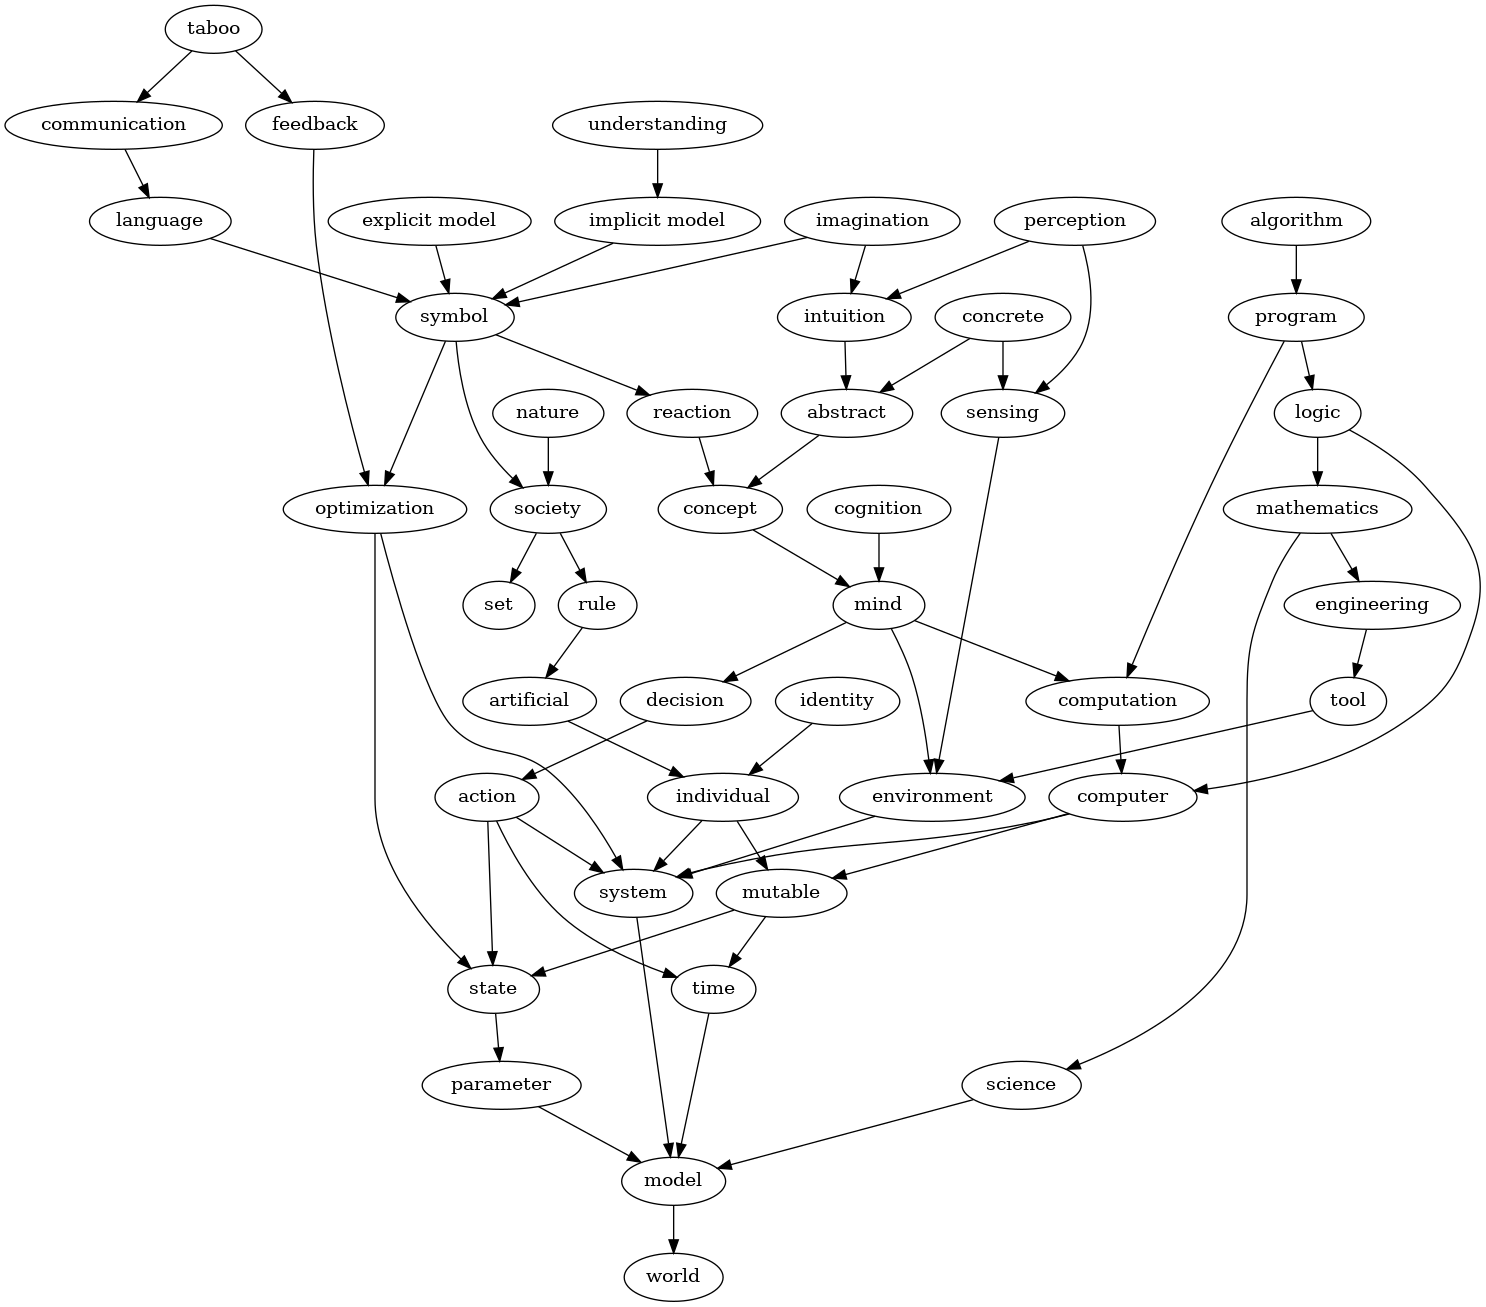 taboo
communication
feedback
understanding
language
explicit model
implicit model
imagination
perception
algorithm
symbol
intuition
concrete
program
nature
reaction
abstract
sensing
logic
optimization
society
concept
cognition
mathematics
set
rule
mind
engineering
artificial
decision
identity
computation
tool
action
individual
environment
computer
system
mutable
state
time
parameter
science
model
world